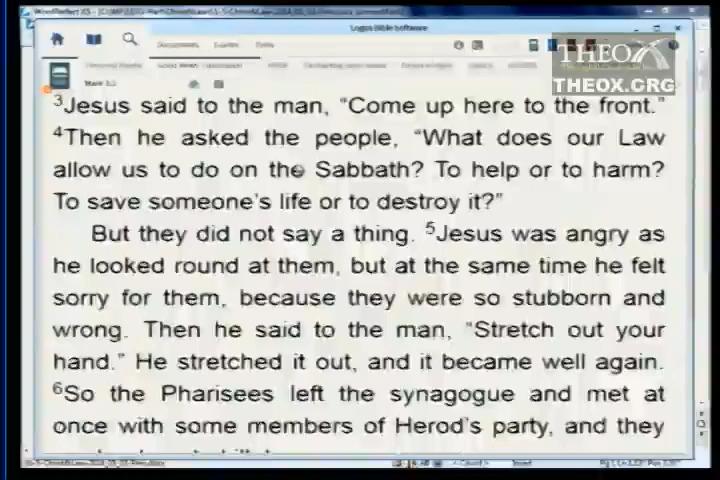 Logos Bible Software
THEOX
THEOX.ORG
³Jesus said to the man, “Come up here to the front.”
⁴Then he asked the people, “What does our Law
allow us to do on the Sabbath? To help or to harm?
To save someone’s life or to destroy it?”
But they did not say a thing. ⁵Jesus was angry as
he looked round at them, but at the same time he felt
sorry for them, because they were so stubborn and
wrong. Then he said to the man, “Stretch out your
hand.” He stretched it out, and it became well again.
⁶So the Pharisees left the synagogue and met at
once with some members of Herod’s party, and they